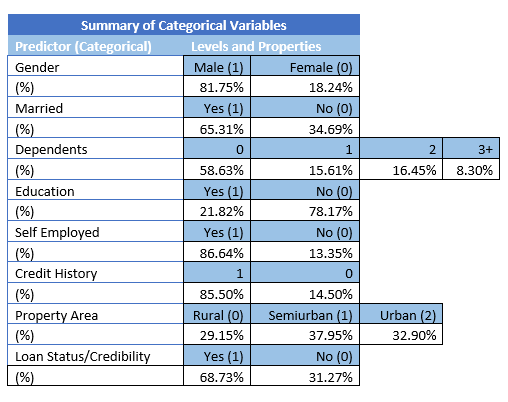 Summary of Categorical Variables
Predictor (Categorical) Levels and Properties
Gender Male (1) Female (0)
(%) 81.75% 18.24%
Married Yes (1) No (0)
(%) 65.31% 34.69%
Dependents 0 1 2 3+
(%) 58.63% 15.61% 16.45% 8.30%
Education Yes (1) No (0)
(%) 21.82% 78.17%
Self Employed Yes (1) No (0)
(%) 86.64% 13.35%
Credit History 1 0
(%) 85.50% 14.50%
Property Area Rural (0) Semiurban (1) Urban (2)
(%) 29.15% 37.95% 32.90%
Loan Status/Credibility Yes (1) No (0)
(%) 68.73% 31.27%